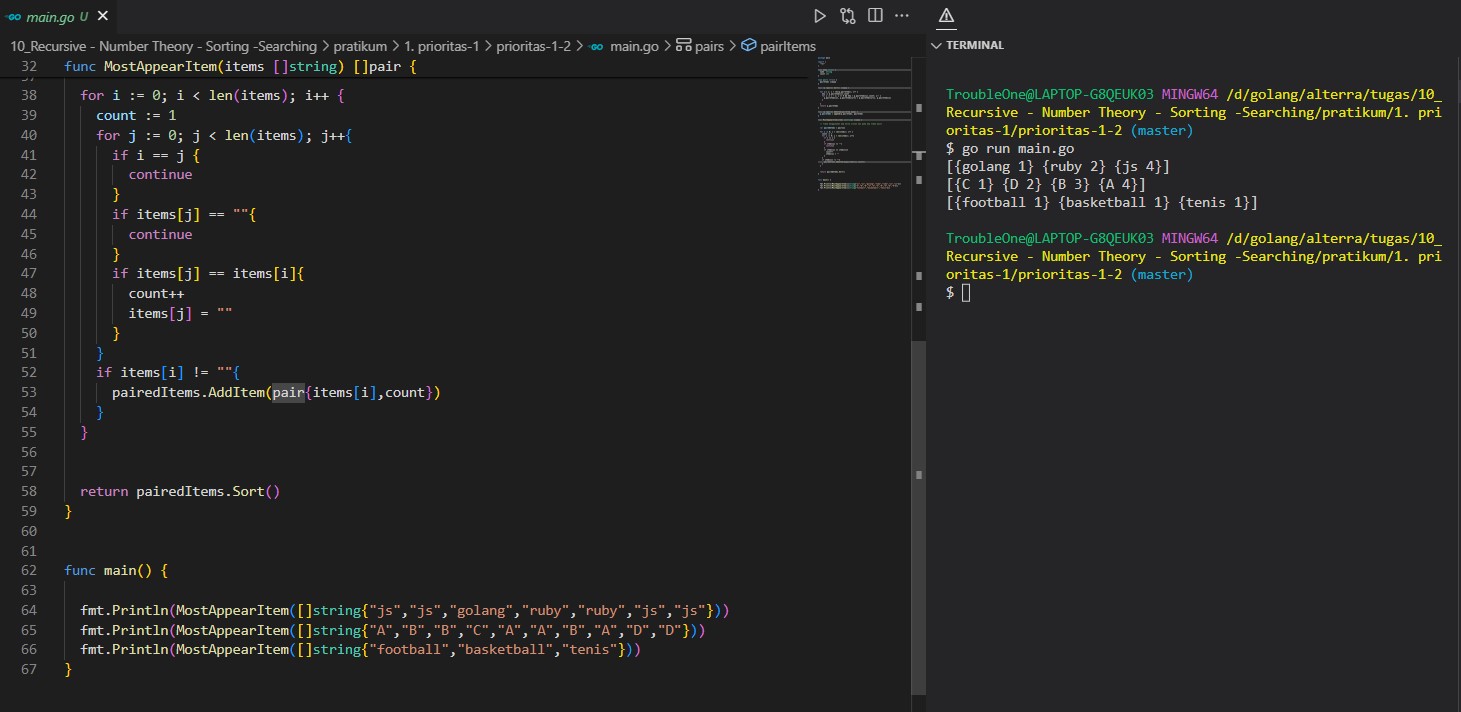 main.go U
10_Recursive - Number Theory - Sorting -Searching > pratikum > 1. prioritas-1 > prioritas-1-2 > main.go > pairs > pairItems
32 func MostAppearItem(items []string) []pair {
38 for i := 0; i < len(items); i++ {
39 count := 1
40 for j := 0; j < len(items); j++{
41 if i == j {
42 continue
43 }
44 if items[j] == ""{
45 continue
46 }
47 if items[j] == items[i]{
48 count++
49 items[j] = ""
50 }
51 }
52 if items[i] != ""{
53 pairedItems.AddItem(pair{items[i],count})
54 }
55 }
56
57
58 return pairedItems.Sort()
59 }
60
61
62 func main() {
63
64 fmt.Println(MostAppearItem([]string{"js","js","golang","ruby","ruby","js","js"}))
65 fmt.Println(MostAppearItem([]string{"A","B","B","C","A","A","B","A","D","D"}))
66 fmt.Println(MostAppearItem([]string{"football","basketball","tenis"}))
67 }
TERMINAL
TroubleOne@LAPTOP-G8QEUK03 MINGW64 /d/golang/alterra/tugas/10_
Recursive - Number Theory - Sorting -Searching/pratikum/1. pri
oritas-1/prioritas-1-2 (master)
$ go run main.go
[{golang 1} {ruby 2} {js 4}]
[{C 1} {D 2} {B 3} {A 4}]
[{football 1} {basketball 1} {tenis 1}]
TroubleOne@LAPTOP-G8QEUK03 MINGW64 /d/golang/alterra/tugas/10_
Recursive - Number Theory - Sorting -Searching/pratikum/1. pri
oritas-1/prioritas-1-2 (master)
$